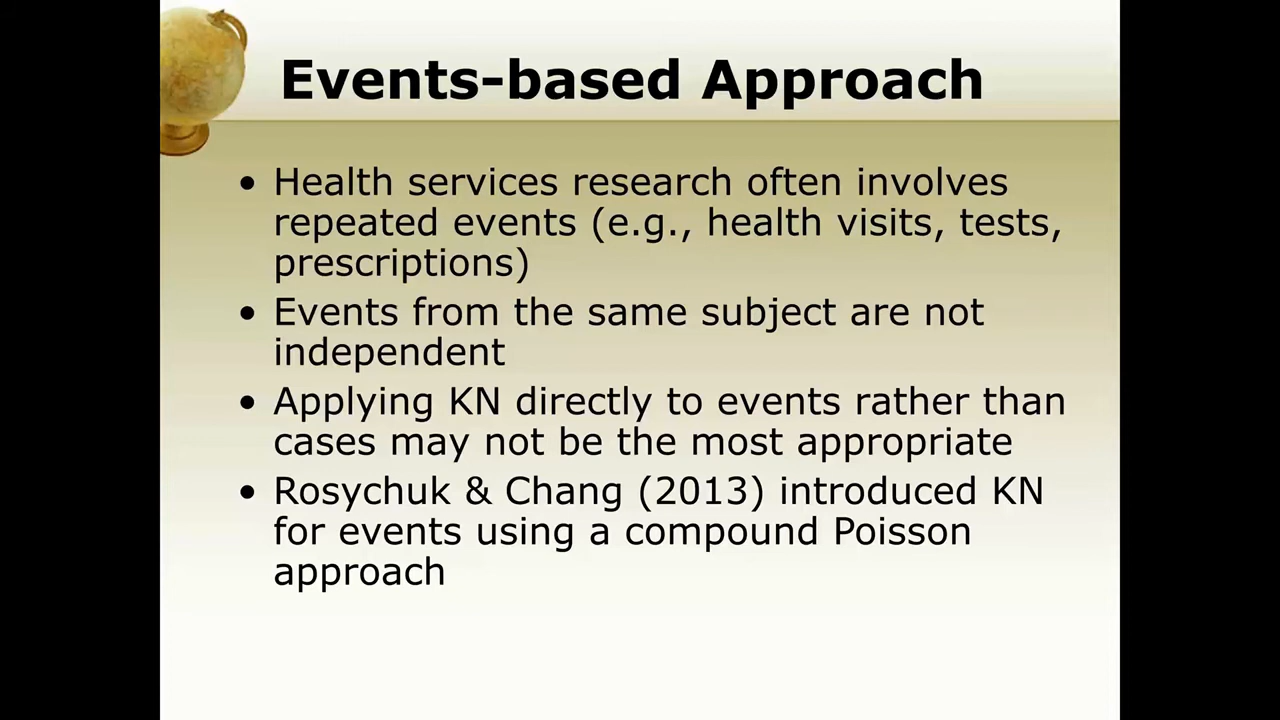 Events-based Approach
• Health services research often involves
repeated events (e.g., health visits, tests,
prescriptions)
• Events from the same subject are not
independent
• Applying KN directly to events rather than
cases may not be the most appropriate
• Rosychuk & Chang (2013) introduced KN
for events using a compound Poisson
approach